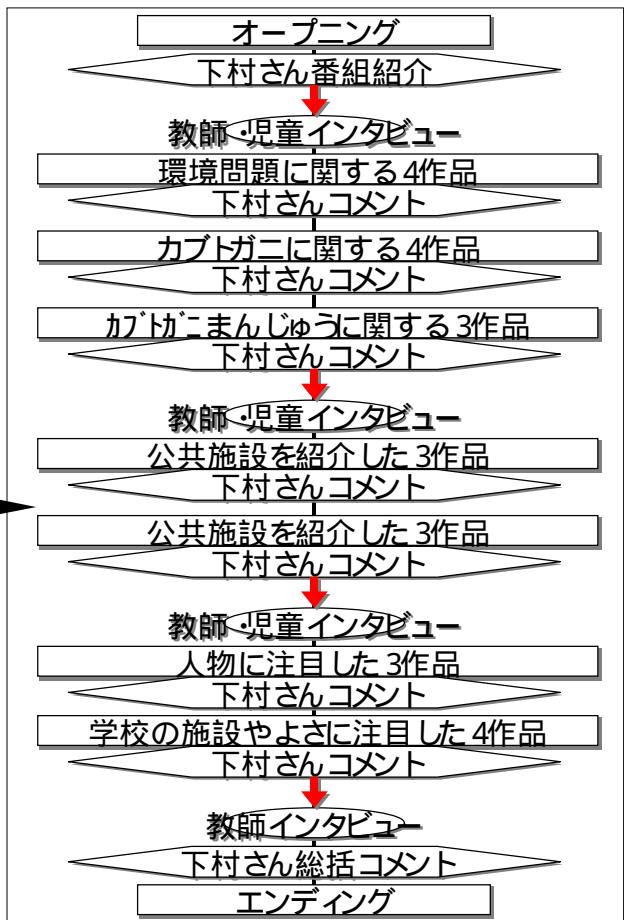 オープニング
下村さん番組紹介
教師・児童インタビュー
環境問題に関する4作品
下村さんコメント
カブトガニに関する4作品
下村さんコメント
ｶﾌﾞﾄｶﾞﾆまんじゅうに関する3作品
下村さんコメント
教師・児童インタビュー
公共施設を紹介した3作品
下村さんコメント
公共施設を紹介した3作品
下村さんコメント
教師・児童インタビュー
人物に注目した3作品
下村さんコメント
学校の施設やよさに注目した4作品
下村さんコメント
教師インタビュー
下村さん総括コメント
エンディング